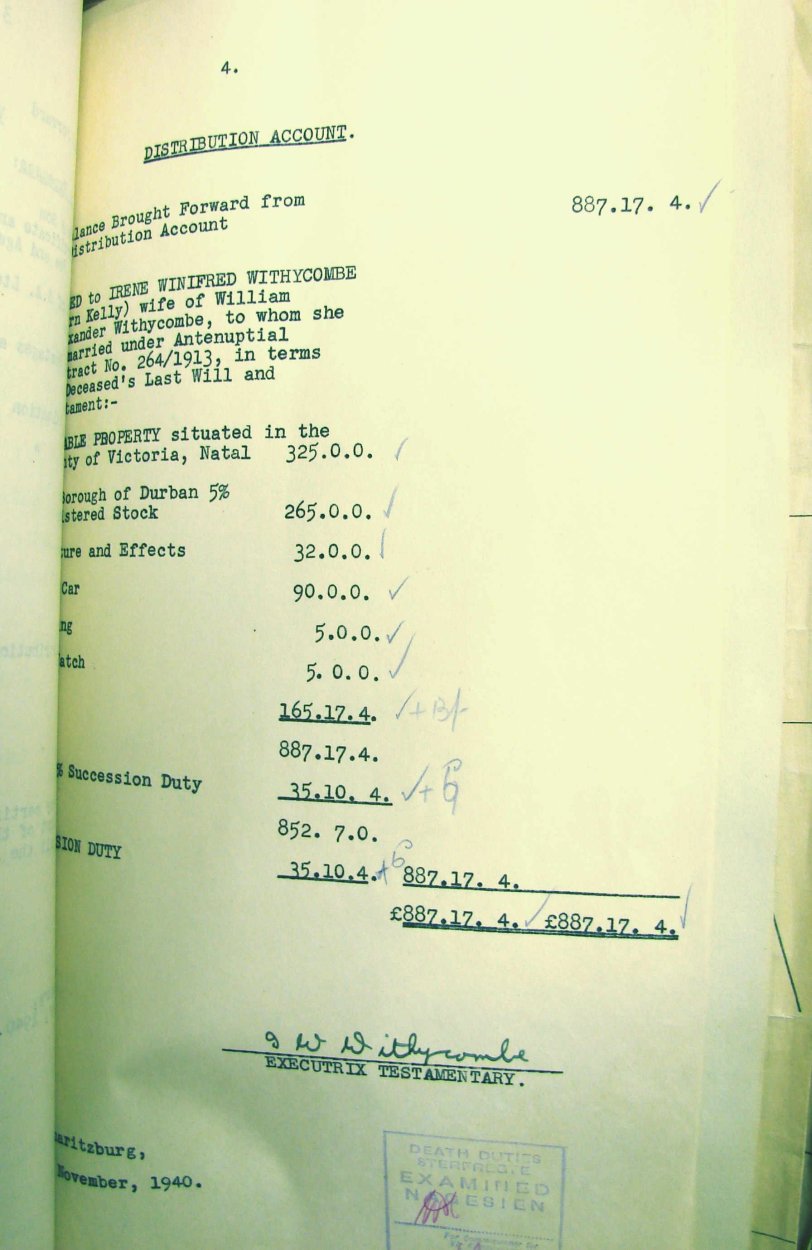 4.
DISTRIBUTION ACCOUNT.
lance Brought Forward from
istribution Account 887.17. 4.
ED to IRENE WINIFRED WITHYCOMBE
rn Kelly) wife of William
xander Withycombe, to whom she
arried under Antenuptial
tract No. 264/1913, in terms
Deceased's Last Will and
tament:-
ABLE PROPERTY situated in the
ty of Victoria, Natal 325.0.0.
orough of Durban 5%
stered Stock 265.0.0.
ure and Effects 32.0.0.
Car 90.0.0.
ng 5.0.0.
atch 5. 0. 0.
165.17.4.
887.17.4.
% Succession Duty 35.10. 4.
852. 7.0.
SION DUTY 35.10.4. 887.17. 4.
£887.17. 4. £887.17. 4.
I W Withycombe
EXECUTRIX TESTAMENTARY.
aritzburg,
November, 1940.
DEATH DUTIES
STERFREGTE
EXAMINED
NAGESIEN